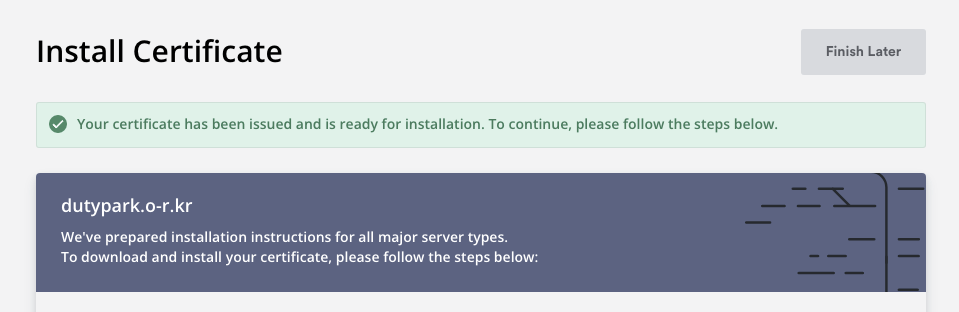 Install Certificate
Finish Later
Your certificate has been issued and is ready for installation. To continue, please follow the steps below.
dutypark.o-r.kr
We've prepared installation instructions for all major server types.
To download and install your certificate, please follow the steps below: